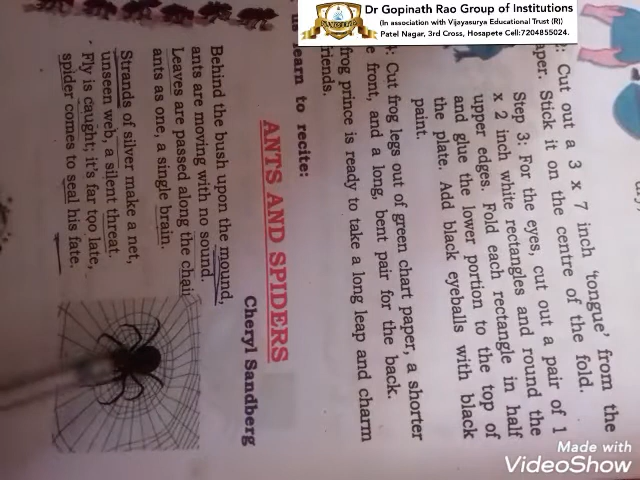 Dr Gopinath Rao Group of Institutions
(In association with Vijayasurya Educational Trust (R))
Patel Nagar, 3rd Cross, Hosapete Cell:7204855024.
Cut out a 3 x 7 inch 'tongue' from the
Stick it on the centre of the fold.
Step 3: For the eyes, cut out a pair of 1
x 2 inch white rectangles and round the
upper edges. Fold each rectangle in half
and glue the lower portion to the top of
the plate. Add black eyeballs with black
paint.
Cut frog legs out of green chart paper, a shorter
front, and a long, bent pair for the back.
frog prince is ready to take a long leap and charm
learn to recite:
ANTS AND SPIDERS
Cheryl Sandberg
Behind the bush upon the mound,
ants are moving with no sound.
Leaves are passed along the
ants as one, a single brain.
Strands of silver make a net,
unseen web, a silent threat.
Fly is caught; it's far too late,
spider comes to seal his fate.
Made with
VideoShow